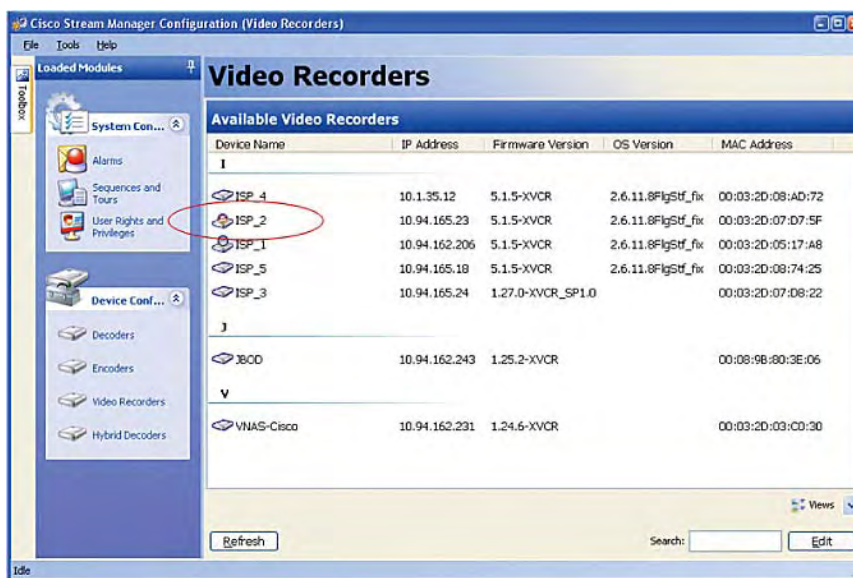 Cisco Stream Manager Configuration (Video Recorders)
File Tools Help
Toolbox
Loaded Modules
System Con...
Alarms
Sequences and
Tours
User Rights and
Privileges
Device Conf...
Decoders
Encoders
Video Recorders
Hybrid Decoders
Video Recorders
Available Video Recorders
Device Name IP Address Firmware Version OS Version MAC Address
I
ISP_4 10.1.35.12 5.1.5-XVCR 2.6.11.8FlgStf_fix 00:03:2D:08:AD:72
ISP_2 10.94.165.23 5.1.5-XVCR 2.6.11.8FlgStf_fix 00:03:2D:07:D7:5F
ISP_1 10.94.162.206 5.1.5-XVCR 2.6.11.8FlgStf_fix 00:03:2D:05:17:A8
ISP_5 10.94.165.18 5.1.5-XVCR 2.6.11.8FlgStf_fix 00:03:2D:08:74:25
ISP_3 10.94.165.24 1.27.0-XVCR_SP1.0 00:03:2D:07:D8:22
J
JBOD 10.94.162.243 1.25.2-XVCR 00:08:9B:80:3E:06
V
VNAS-Cisco 10.94.162.231 1.24.6-XVCR 00:03:2D:03:C0:30
Views
Refresh Search: Edit
Idle